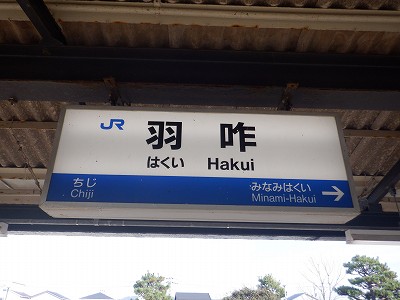 JR 羽咋
はくい Hakui
ちじ みなみはくい →
Chiji Minami-Hakui